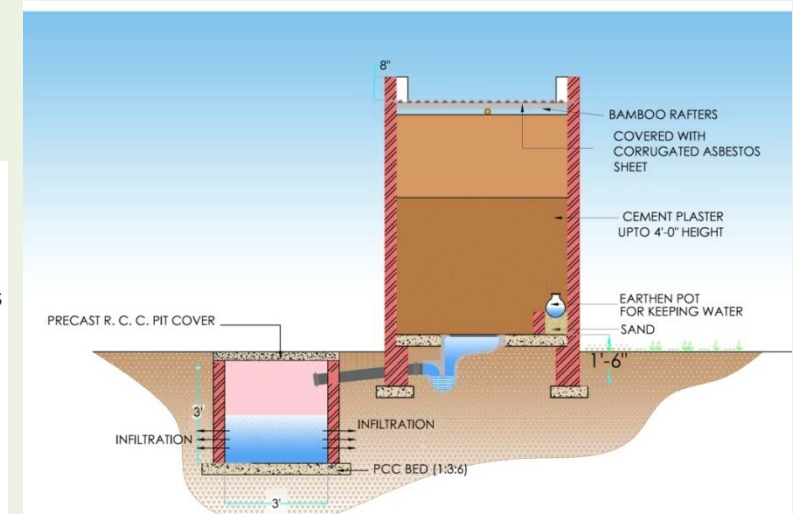 8"
BAMBOO RAFTERS
COVERED WITH
CORRUGATED ASBESTOS
SHEET
CEMENT PLASTER
UPTO 4'-0" HEIGHT
EARTHEN POT
FOR KEEPING WATER
SAND
S
PRECAST R. C. C. PIT COVER
1'-6"
3'
INFILTRATION
INFILTRATION
PCC BED (1:3:6)
3'